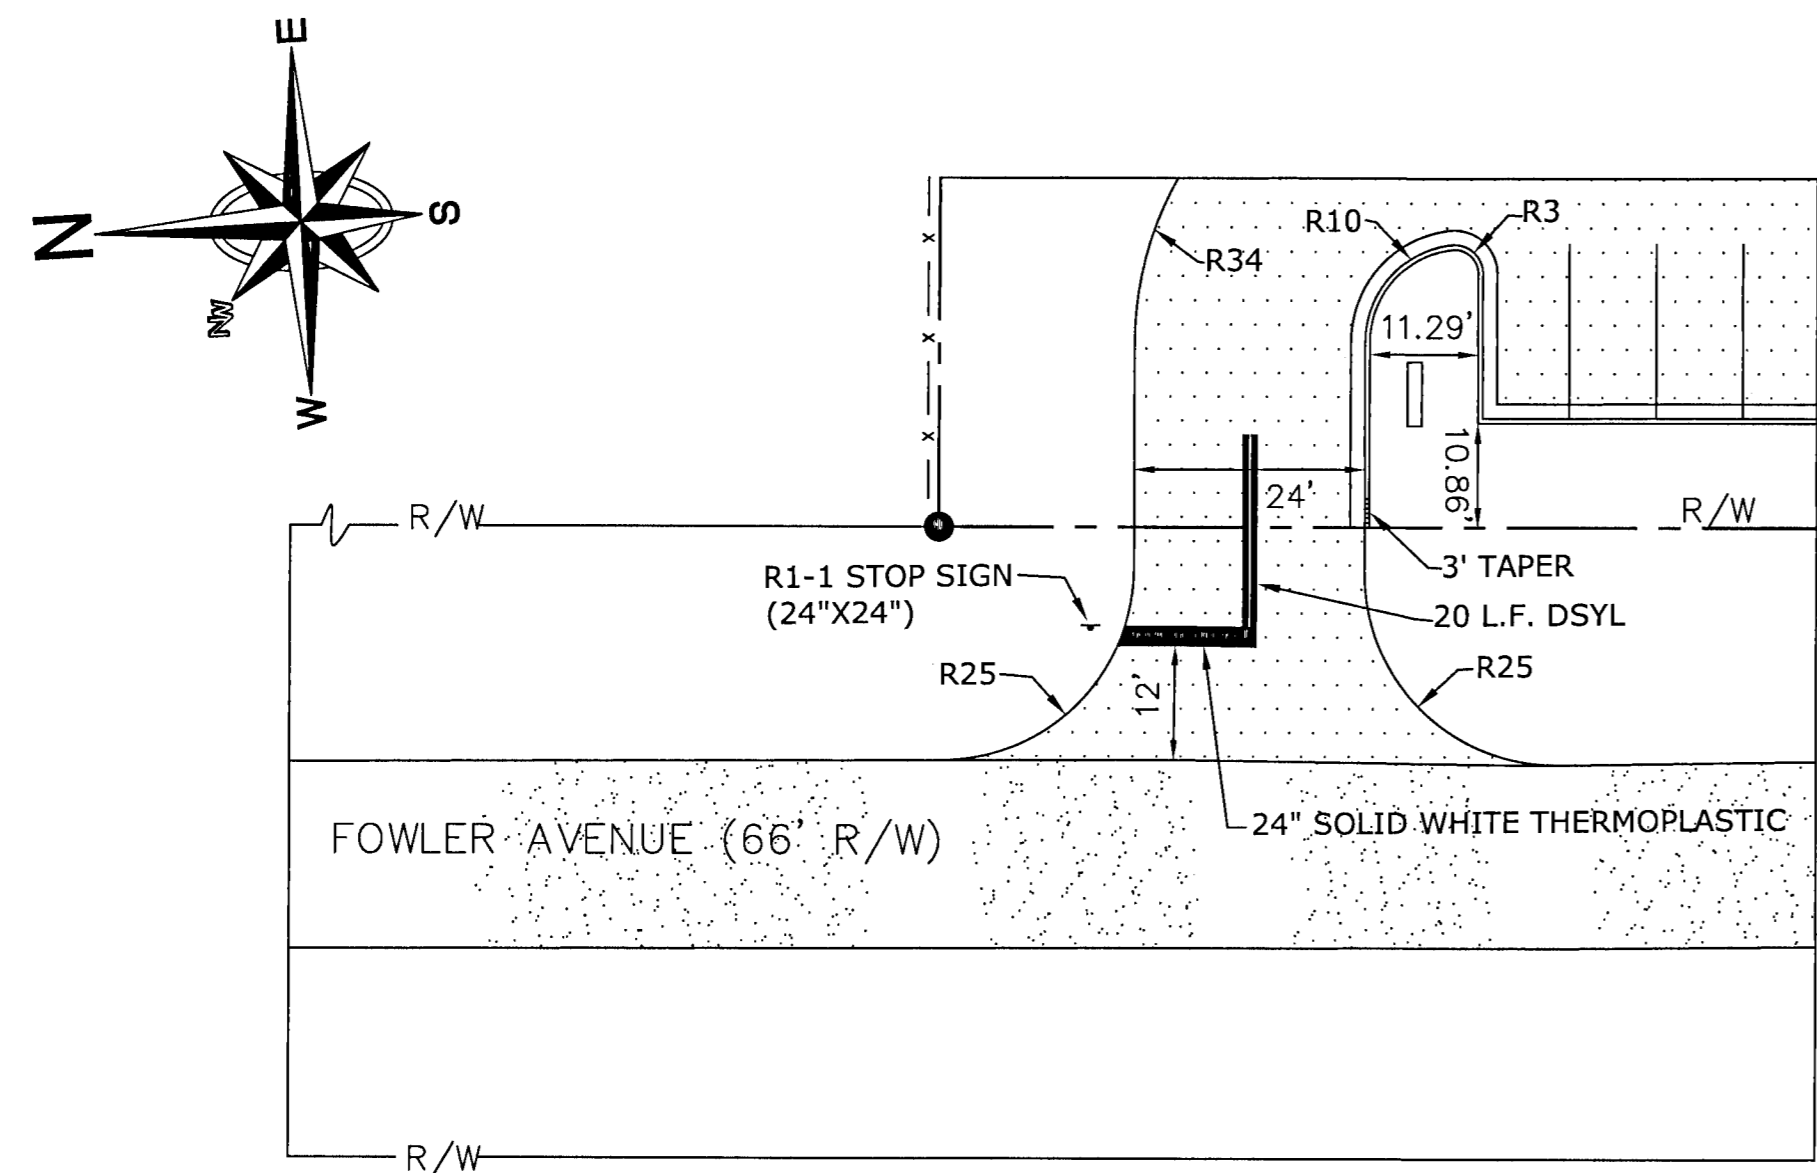 E
N
S
W
NW
R10
R3
R34
11.29'
10.86'
24'
R/W
R/W
R1-1 STOP SIGN
(24"X24")
3' TAPER
20 L.F. DSYL
R25
R25
12'
24" SOLID WHITE THERMOPLASTIC
FOWLER AVENUE (66' R/W)
R/W